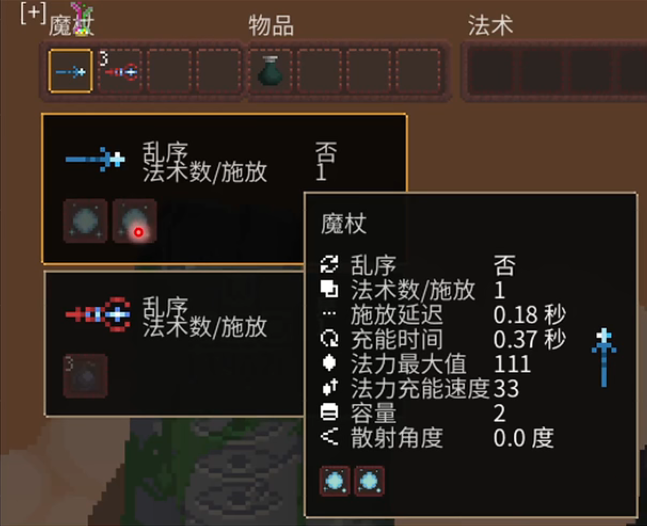 [+]
魔杖 物品 法术
3
乱序 否
法术数/施放 1
乱序
法术数/施放
3
魔杖
乱序 否
法术数/施放 1
施放延迟 0.18 秒
充能时间 0.37 秒
法力最大值 111
法力充能速度 33
容量 2
散射角度 0.0 度